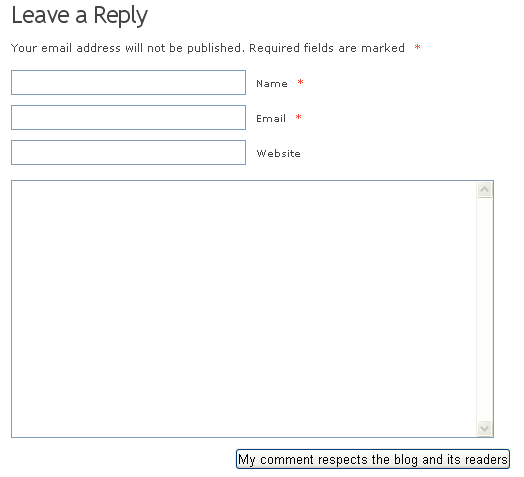 Leave a Reply
Your email address will not be published. Required fields are marked *
Name *
Email *
Website
My comment respects the blog and its readers